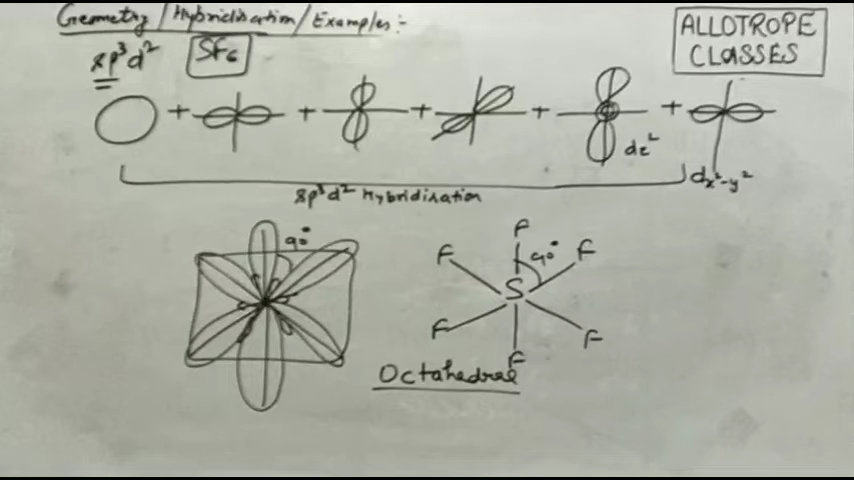 Geometry / Hybridisation / Examples :-
ALLOTROPE
CLASSES
sp³d² SF₆
+ + + + +
dz²
dx²-y²
sp³d² Hybridisation
90°
F
F 90° F
S
F F
F
Octahedral